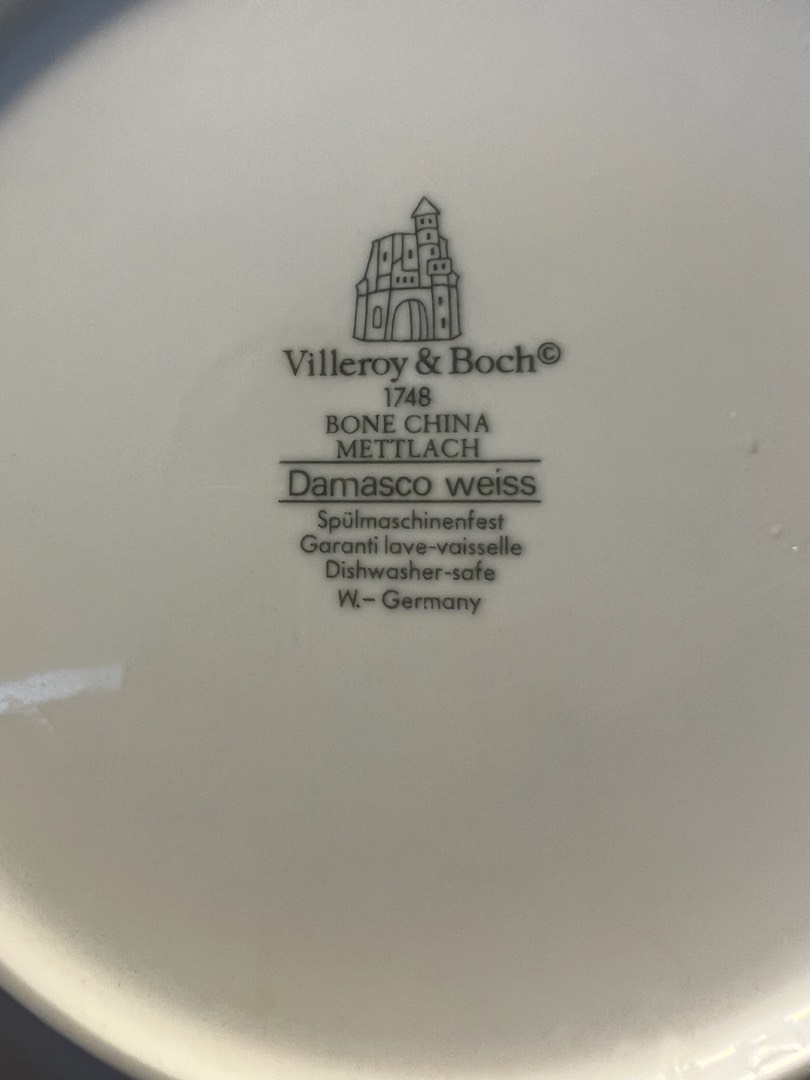 Villeroy & Boch©
1748
BONE CHINA
METTLACH
Damasco weiss
Spülmaschinenfest
Garanti lave-vaisselle
Dishwasher-safe
W.- Germany